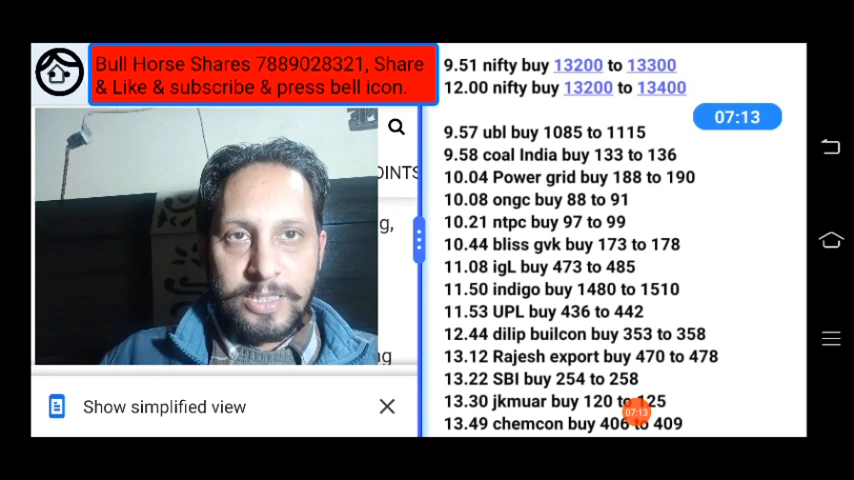 Bull Horse Shares 7889028321, Share
& Like & subscribe & press bell icon.
OINTS
g,
ng
Show simplified view
9.51 nifty buy 13200 to 13300
12.00 nifty buy 13200 to 13400
07:13
9.57 ubl buy 1085 to 1115
9.58 coal India buy 133 to 136
10.04 Power grid buy 188 to 190
10.08 ongc buy 88 to 91
10.21 ntpc buy 97 to 99
10.44 bliss gvk buy 173 to 178
11.08 igL buy 473 to 485
11.50 indigo buy 1480 to 1510
11.53 UPL buy 436 to 442
12.44 dilip builcon buy 353 to 358
13.12 Rajesh export buy 470 to 478
13.22 SBI buy 254 to 258
13.30 jkmuar buy 120 to 125
07:13
13.49 chemcon buy 406 to 409